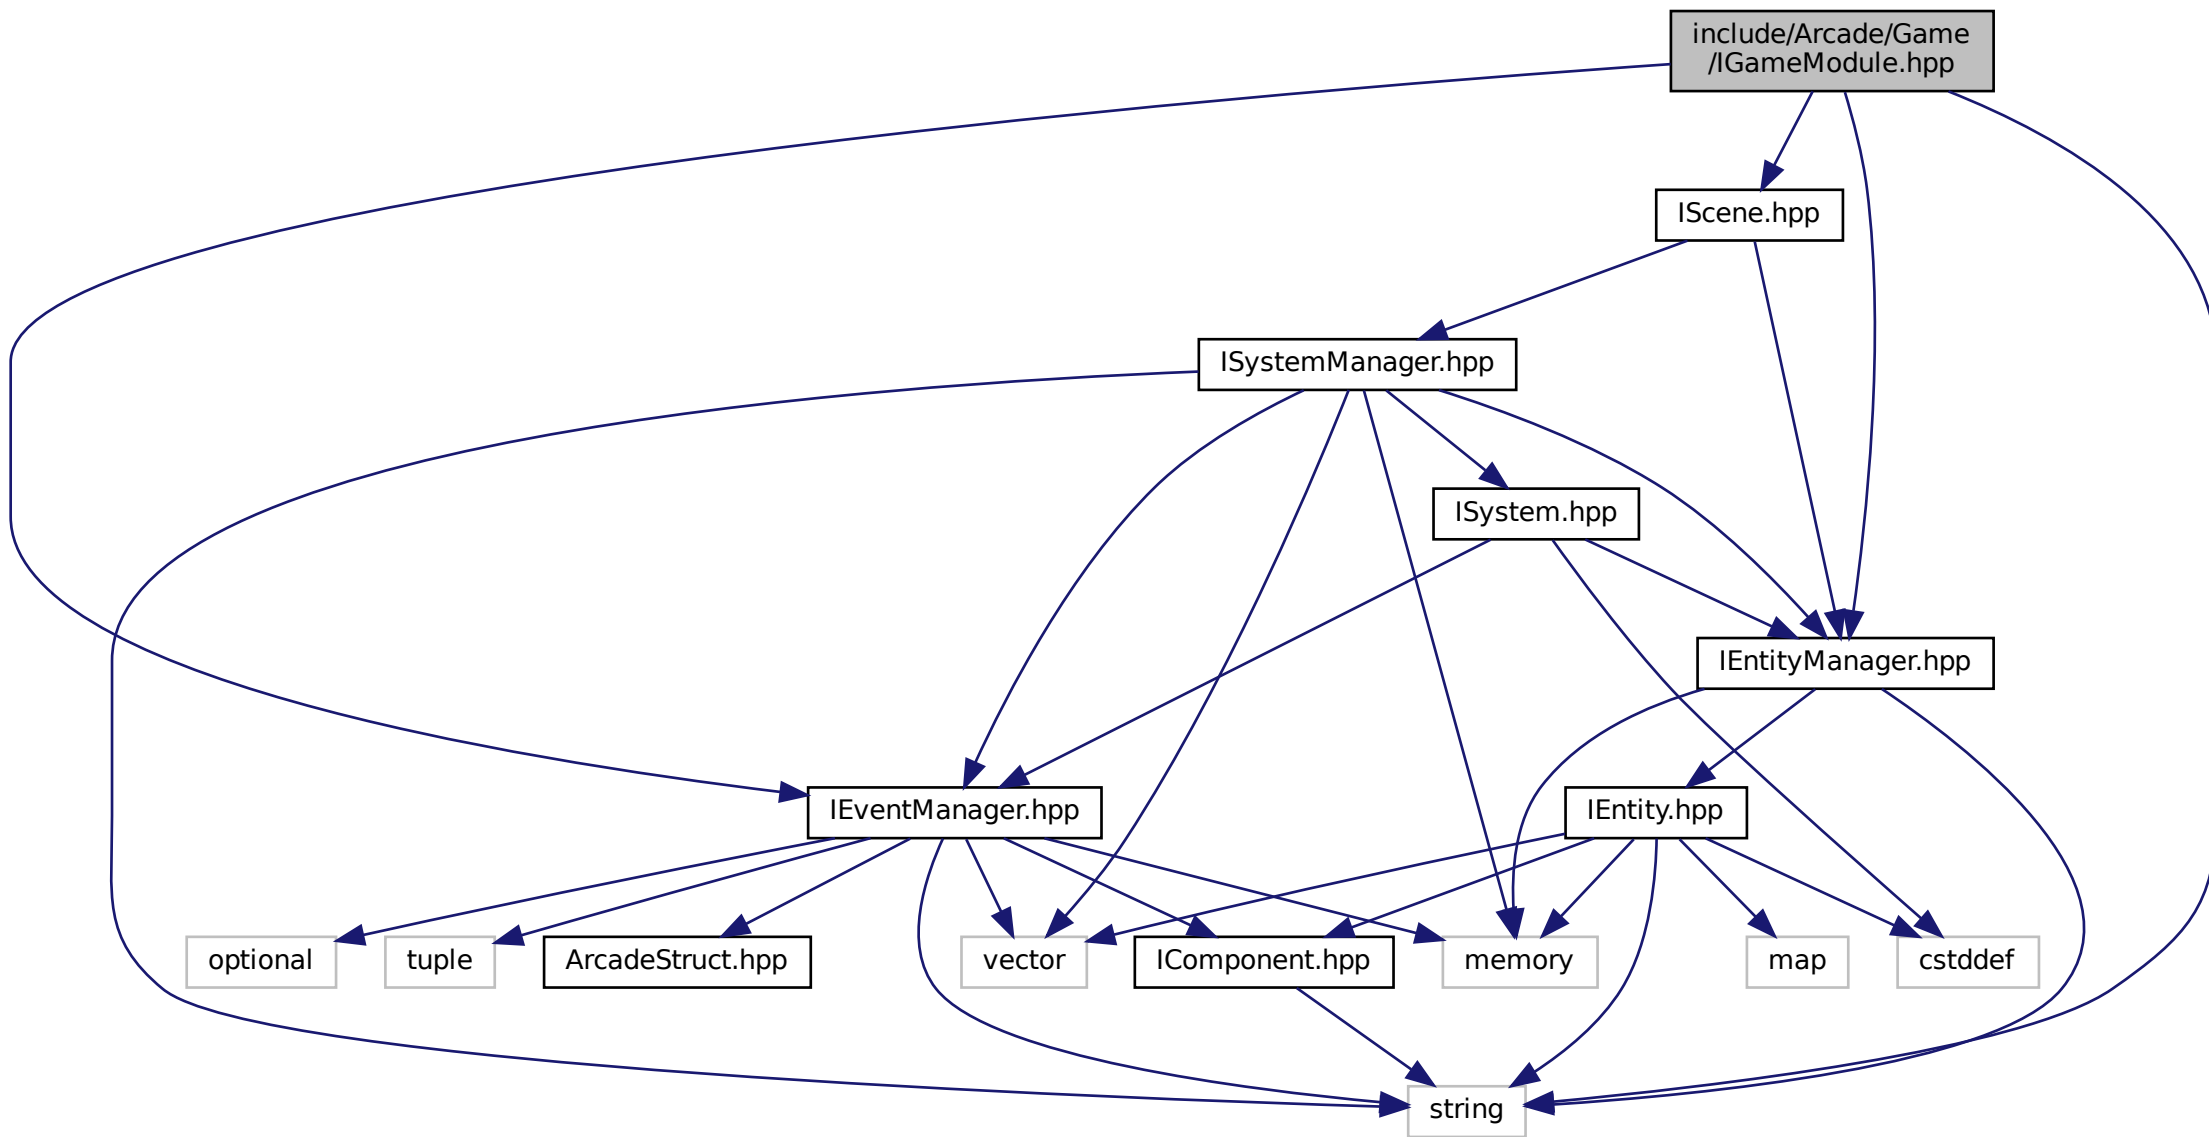 include/Arcade/Game
/IGameModule.hpp
IScene.hpp
ISystemManager.hpp
ISystem.hpp
IEntityManager.hpp
IEventManager.hpp
IEntity.hpp
optional
tuple
ArcadeStruct.hpp
vector
IComponent.hpp
memory
map
cstddef
string